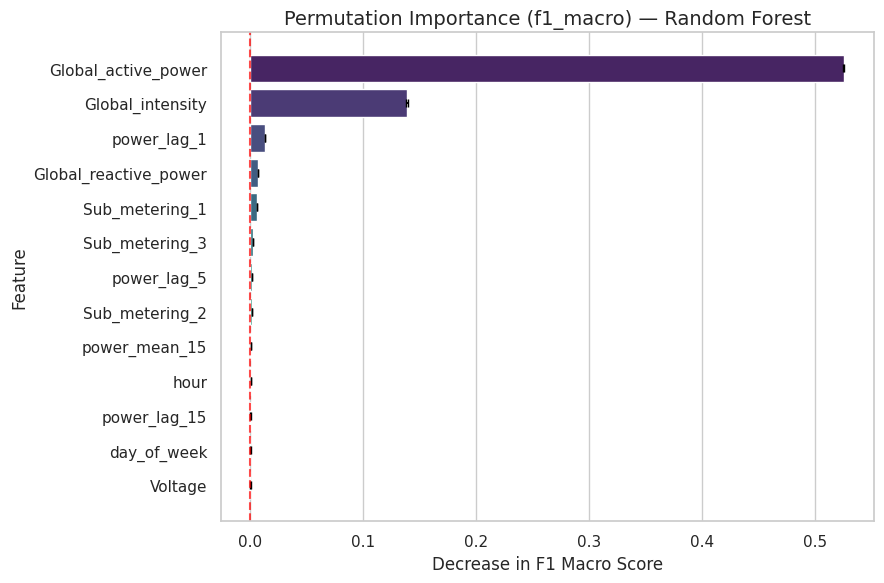 Permutation Importance (f1_macro) — Random Forest
Global_active_power
Global_intensity
power_lag_1
Global_reactive_power
Sub_metering_1
Sub_metering_3
power_lag_5
Sub_metering_2
power_mean_15
hour
power_lag_15
day_of_week
Voltage
Feature
0.0 0.1 0.2 0.3 0.4 0.5
Decrease in F1 Macro Score